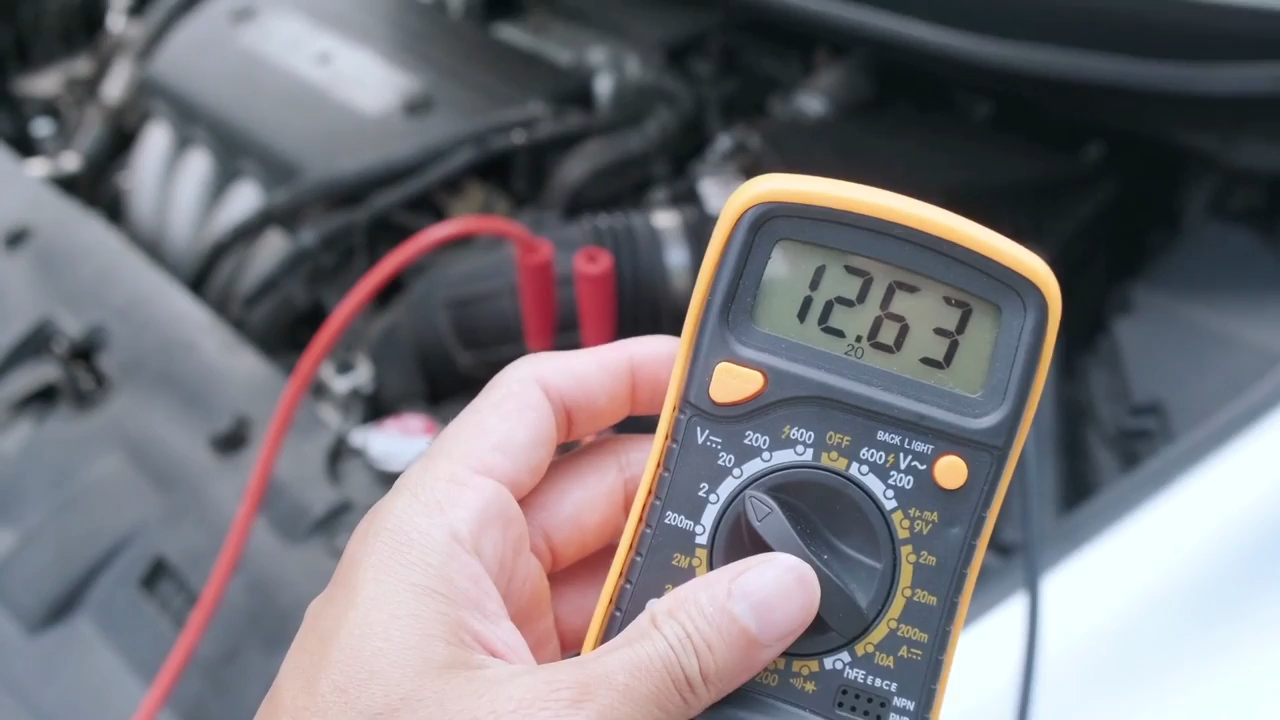 12.63
20
BACK LIGHT
V⎓ 200 ⚡600 OFF 600⚡ V~
20 200
2 mA
200m 9V
2M 2m
20m
200m
A⎓
10A
200 hFE E B C E
NPN